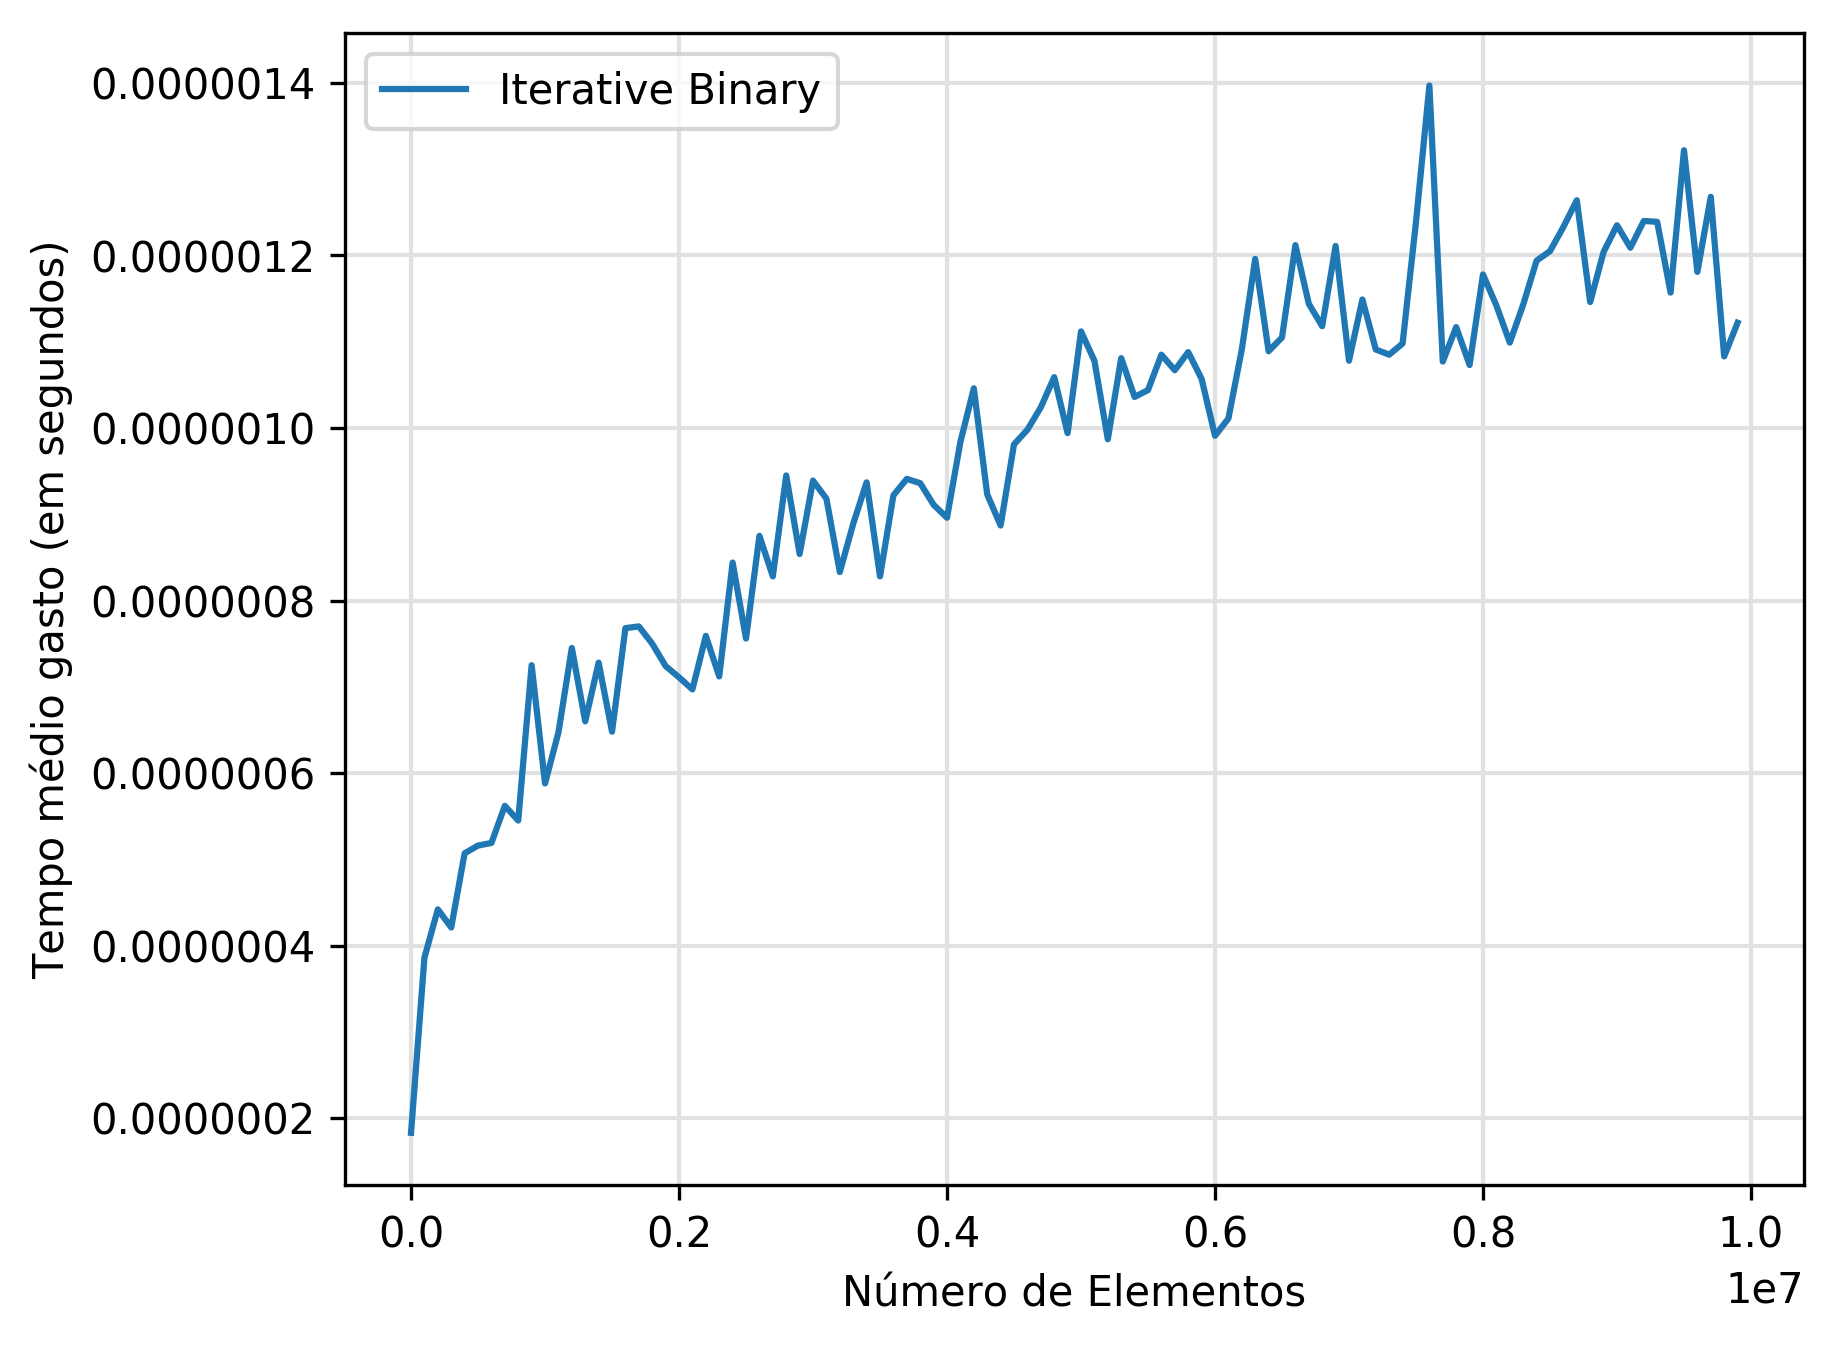 Iterative Binary
0.0000014
0.0000012
0.0000010
0.0000008
0.0000006
0.0000004
0.0000002
Tempo médio gasto (em segundos)
0.0 0.2 0.4 0.6 0.8 1.0
1e7
Número de Elementos